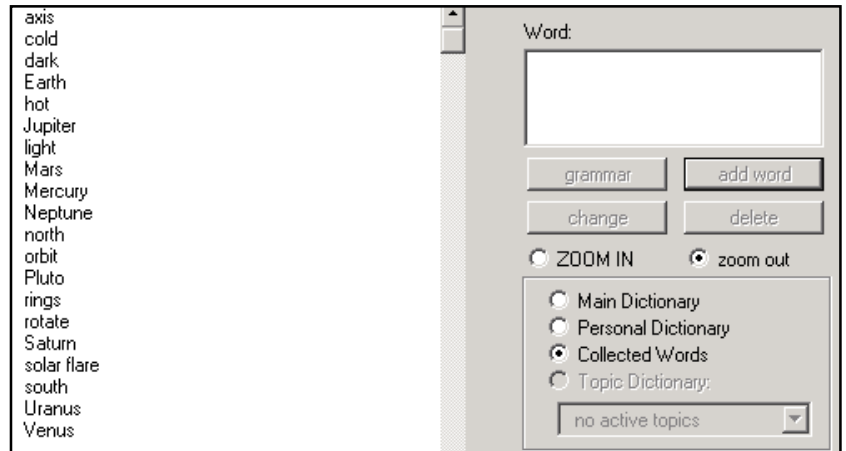 axis
cold
dark
Earth
hot
Jupiter
light
Mars
Mercury
Neptune
north
orbit
Pluto
rings
rotate
Saturn
solar flare
south
Uranus
Venus
Word:
grammar add word
change delete
ZOOM IN zoom out
Main Dictionary
Personal Dictionary
Collected Words
Topic Dictionary:
no active topics